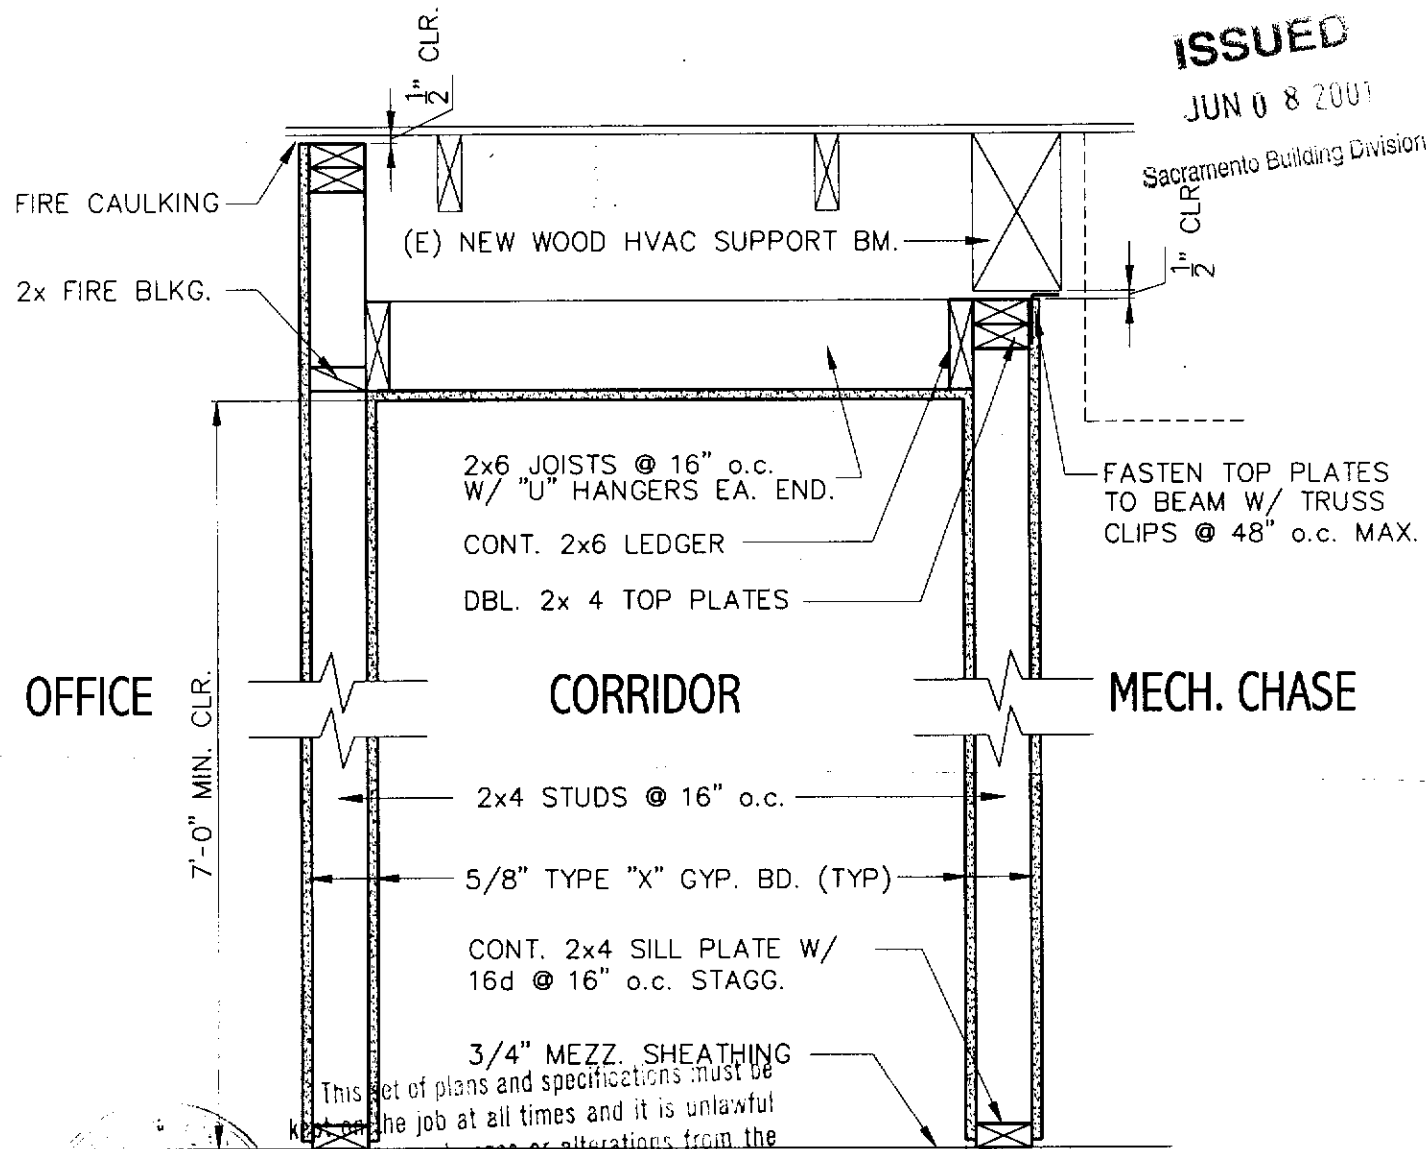 ISSUED
JUN 0 8 2001
Sacramento Building Division
1/2" CLR.
FIRE CAULKING
(E) NEW WOOD HVAC SUPPORT BM.
1/2" CLR
2x FIRE BLKG.
2x6 JOISTS @ 16" o.c.
W/ "U" HANGERS EA. END.
CONT. 2x6 LEDGER
DBL. 2x 4 TOP PLATES
FASTEN TOP PLATES
TO BEAM W/ TRUSS
CLIPS @ 48" o.c. MAX.
OFFICE
7'-0" MIN. CLR.
CORRIDOR
MECH. CHASE
2x4 STUDS @ 16" o.c.
5/8" TYPE "X" GYP. BD. (TYP)
CONT. 2x4 SILL PLATE W/
16d @ 16" o.c. STAGG.
3/4" MEZZ. SHEATHING
This set of plans and specifications must be
kept on the job at all times and it is unlawful
or alterations from the